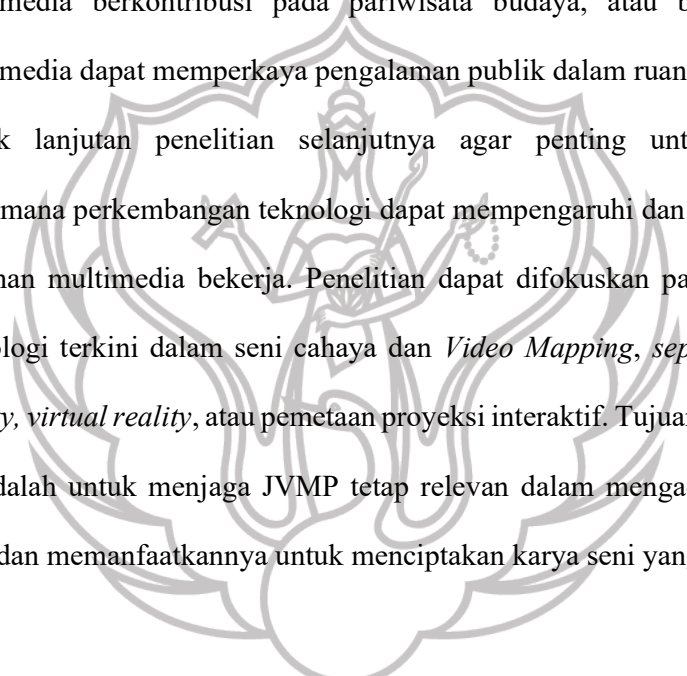 media berkontribusi pada pariwisata budaya, atau b
media dapat memperkaya pengalaman publik dalam ruan
k lanjutan penelitian selanjutnya agar penting unt
mana perkembangan teknologi dapat mempengaruhi dan
an multimedia bekerja. Penelitian dapat difokuskan pa
logi terkini dalam seni cahaya dan Video Mapping, sep
y, virtual reality, atau pemetaan proyeksi interaktif. Tujua
dalah untuk menjaga JVMP tetap relevan dalam menga
dan memanfaatkannya untuk menciptakan karya seni yan